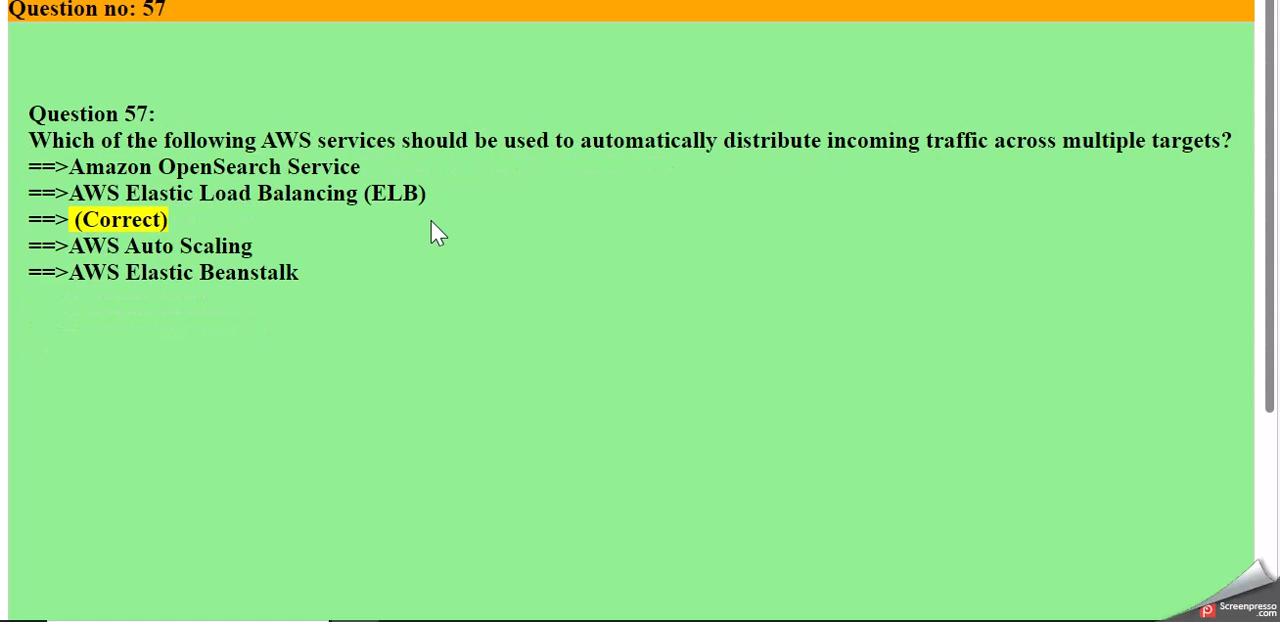 Question no: 57
Question 57:
Which of the following AWS services should be used to automatically distribute incoming traffic across multiple targets?
==>Amazon OpenSearch Service
==>AWS Elastic Load Balancing (ELB)
==> (Correct)
==>AWS Auto Scaling
==>AWS Elastic Beanstalk
Screenpresso
.com